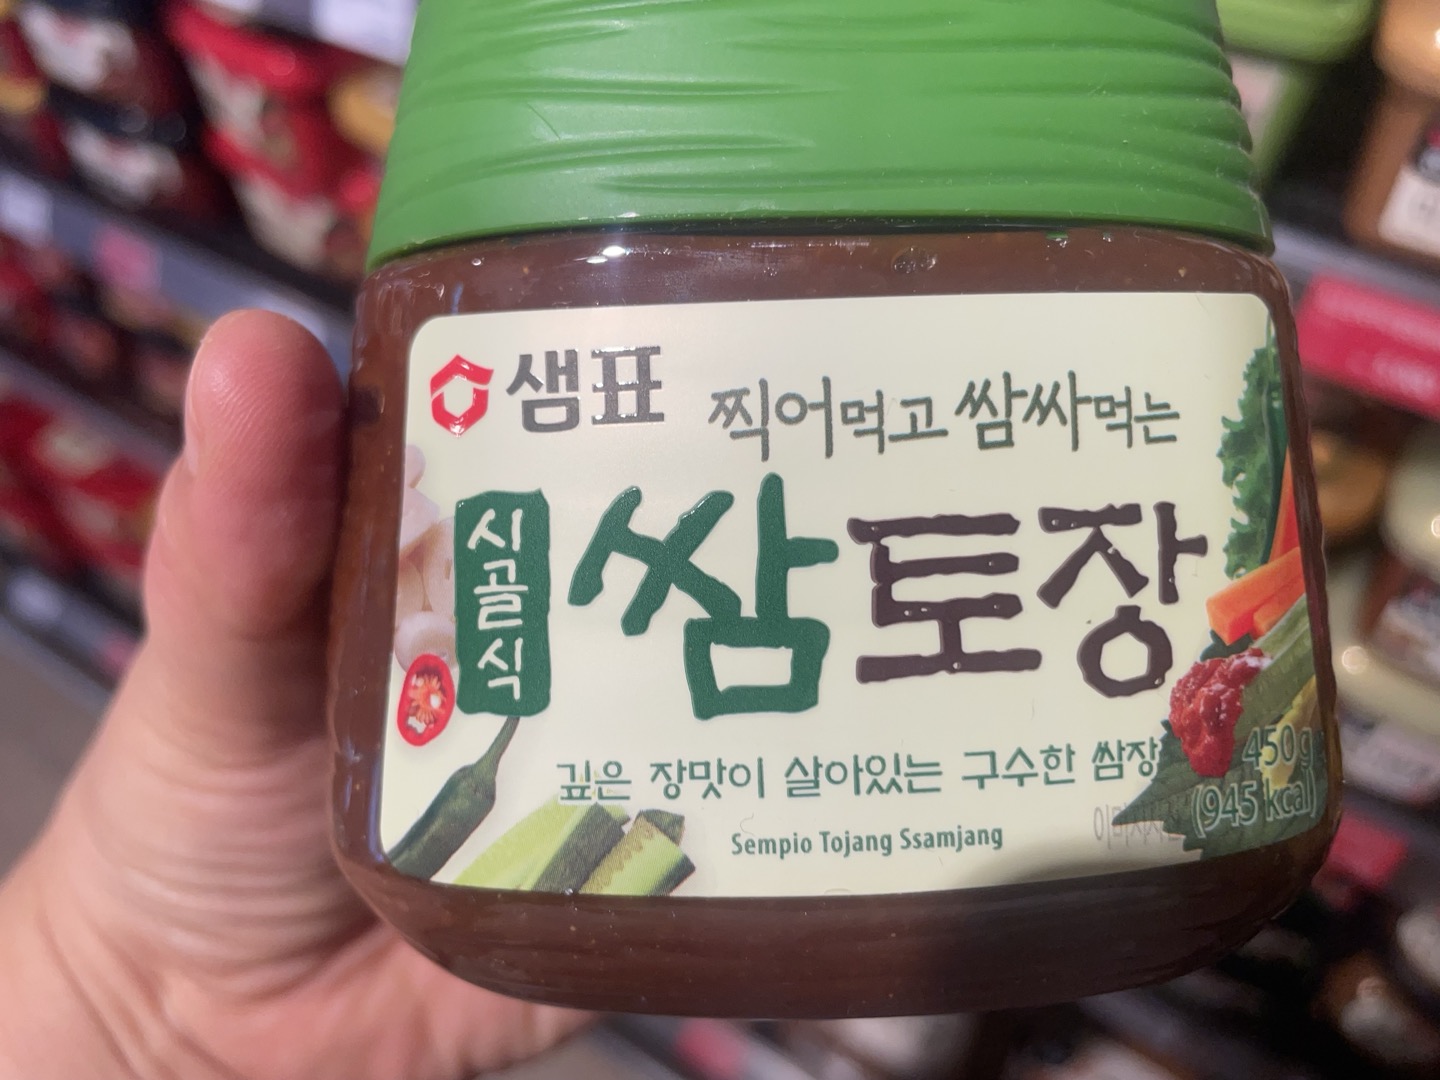 샘표
찍어먹고 쌈싸먹는
시골식
쌈토장
깊은 장맛이 살아있는 구수한 쌈장
450g
(945 kcal)
Sempio Tojang Ssamjang